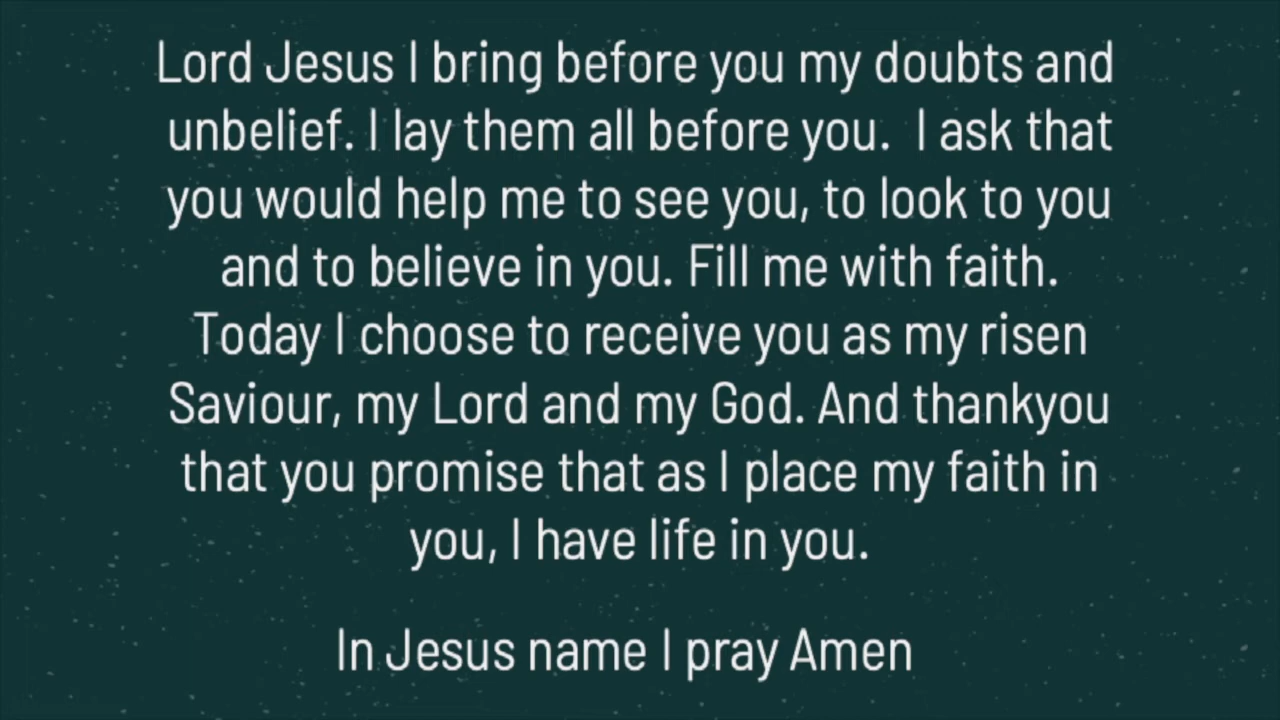 Lord Jesus I bring before you my doubts and
unbelief. I lay them all before you.  I ask that
you would help me to see you, to look to you
and to believe in you. Fill me with faith.
Today I choose to receive you as my risen
Saviour, my Lord and my God. And thankyou
that you promise that as I place my faith in
you, I have life in you.
In Jesus name I pray Amen